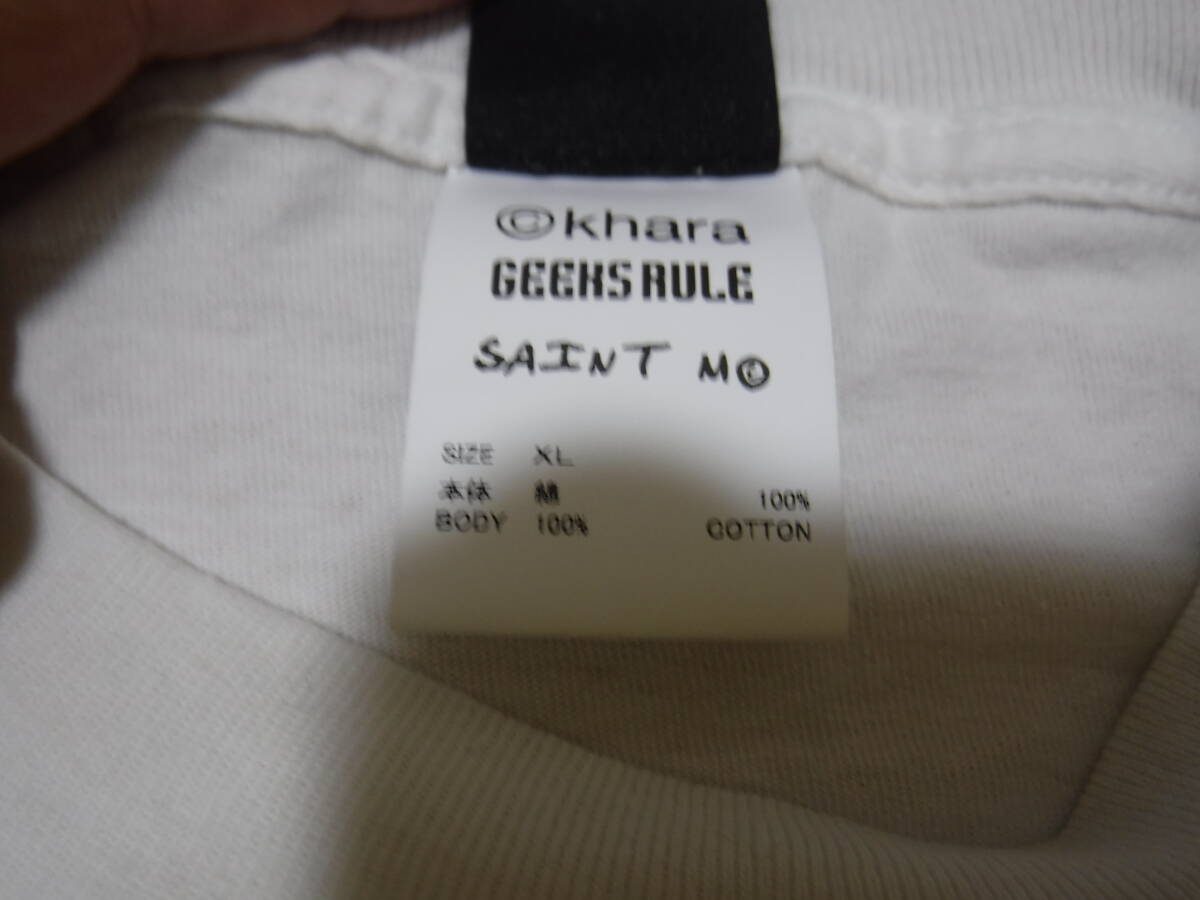 ©khara
GEEKS RULE
SAINT M©
SIZE XL
本体 綿 100%
BODY 100% COTTON